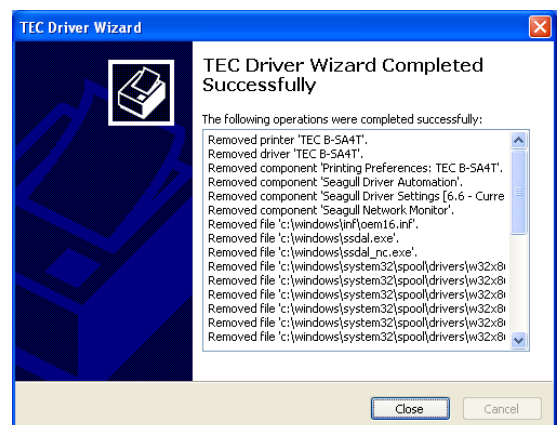 TEC Driver Wizard
TEC Driver Wizard Completed
Successfully
The following operations were completed successfully:
Removed printer 'TEC B-SA4T'.
Removed driver 'TEC B-SA4T'.
Removed component 'Printing Preferences: TEC B-SA4T'.
Removed component 'Seagull Driver Automation'.
Removed component 'Seagull Driver Settings [6.6 - Curre
Removed component 'Seagull Network Monitor'.
Removed file 'c:\windows\inf\oem16.inf'.
Removed file 'c:\windows\ssdal.exe'.
Removed file 'c:\windows\ssdal_nc.exe'.
Removed file 'c:\windows\system32\spool\drivers\w32x8
Removed file 'c:\windows\system32\spool\drivers\w32x8
Removed file 'c:\windows\system32\spool\drivers\w32x8
Removed file 'c:\windows\system32\spool\drivers\w32x8
Removed file 'c:\windows\system32\spool\drivers\w32x8
Removed file 'c:\windows\system32\spool\drivers\w32x8
Close
Cancel